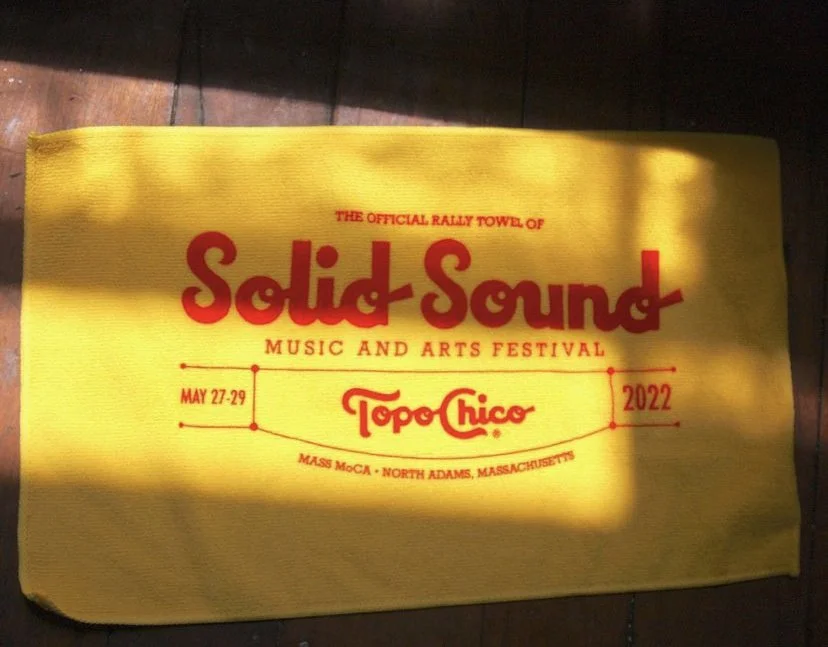 THE OFFICIAL RALLY TOWEL OF
Solid Sound
MUSIC AND ARTS FESTIVAL
MAY 27-29
Topo Chico®
2022
MASS MoCA • NORTH ADAMS, MASSACHUSETTS